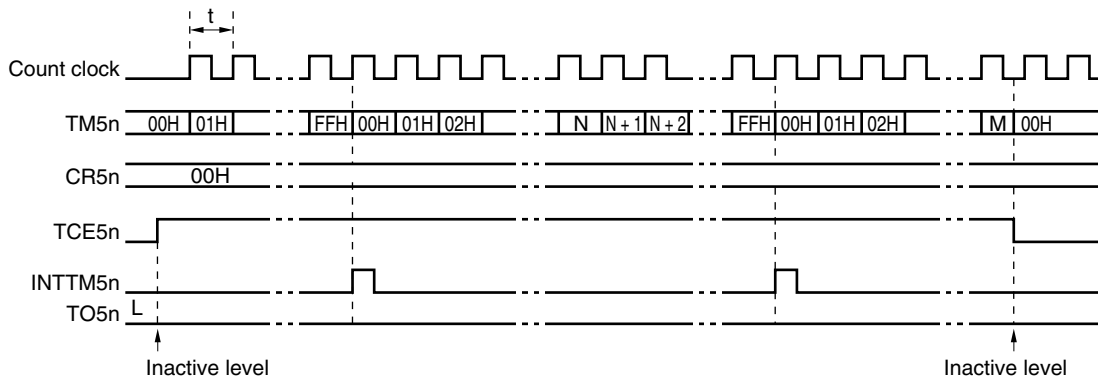 t
Count clock
TM5n 00H 01H FFH 00H 01H 02H N N + 1 N + 2 FFH 00H 01H 02H M 00H
CR5n 00H
TCE5n
INTTM5n
TO5n L
Inactive level Inactive level